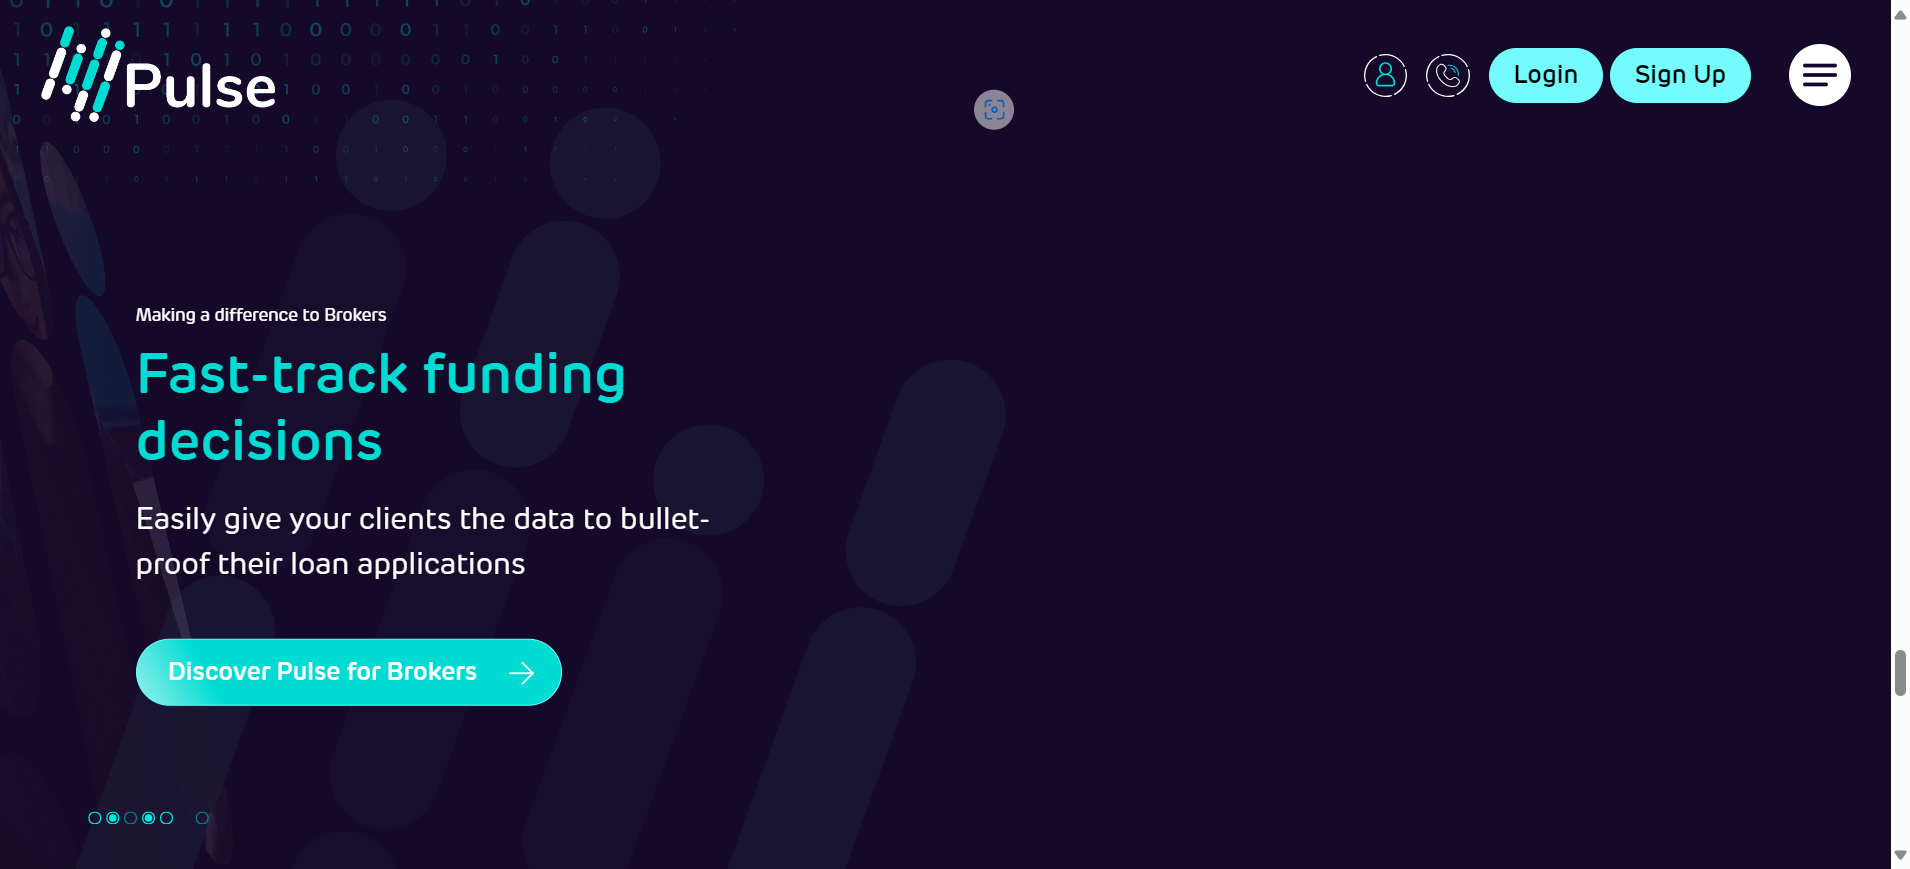 Pulse
Login
Sign Up
Making a difference to Brokers
Fast-track funding
decisions
Easily give your clients the data to bullet-
proof their loan applications
Discover Pulse for Brokers